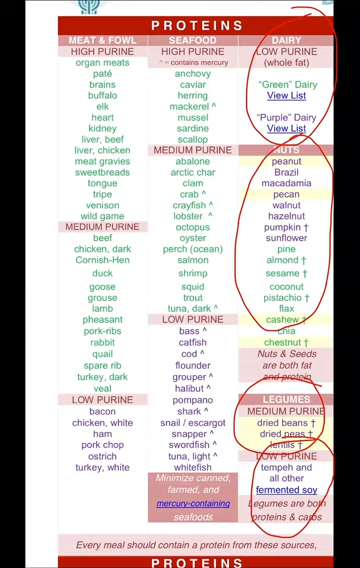 PROTEINS
MEAT & FOWL
HIGH PURINE
organ meats
paté
brains
buffalo
elk
heart
kidney
liver, beef
liver, chicken
meat gravies
sweetbreads
tongue
tripe
venison
wild game
MEDIUM PURINE
beef
chicken, dark
Cornish-Hen
duck
goose
grouse
lamb
pheasant
pork-ribs
rabbit
quail
spare rib
turkey, dark
veal
LOW PURINE
bacon
chicken, white
ham
pork chop
ostrich
turkey, white
SEAFOOD
HIGH PURINE
^ = contains mercury
anchovy
caviar
herring
mackerel ^
mussel
sardine
scallop
MEDIUM PURINE
abalone
arctic char
clam
crab ^
crayfish ^
lobster ^
octopus
oyster
perch (ocean)
salmon
shrimp
squid
trout
tuna, dark ^
LOW PURINE
bass ^
catfish
cod ^
flounder
grouper ^
halibut ^
pompano
shark ^
snail / escargot
snapper ^
swordfish ^
tuna, light ^
whitefish
Minimize canned,
farmed, and
mercury-containing
seafoods
DAIRY
LOW PURINE
(whole fat)
“Green” Dairy
View List
“Purple” Dairy
View List
NUTS
peanut
Brazil
macadamia
pecan
walnut
hazelnut
pumpkin †
sunflower
pine
almond †
sesame †
coconut
pistachio †
flax
cashew †
chia
chestnut †
Nuts & Seeds
are both fat
and protein
LEGUMES
MEDIUM PURINE
dried beans †
dried peas †
lentils †
LOW PURINE
tempeh and
all other
fermented soy
Legumes are both
proteins & carbs
Every meal should contain a protein from these sources,
PROTEINS